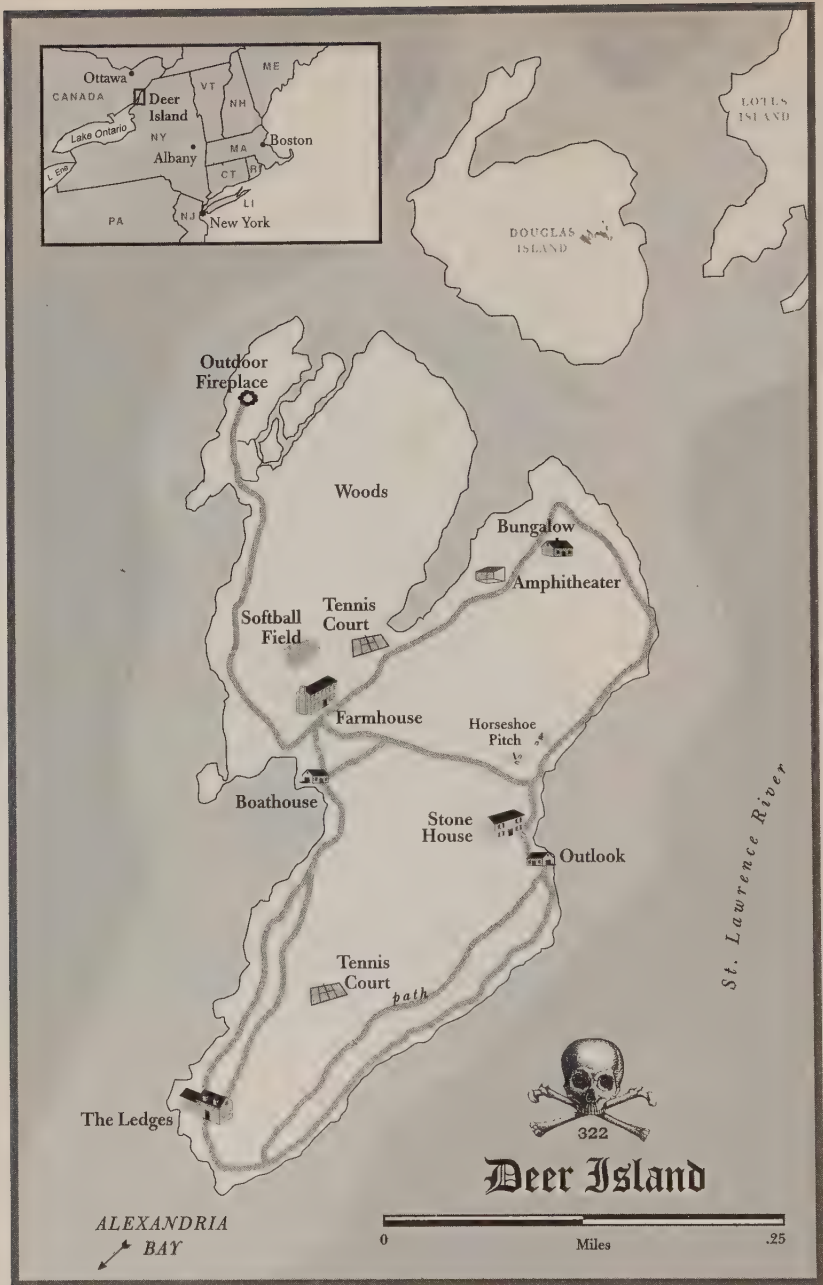 Ottawa
CANADA
Deer
Island
Lake Ontario
NY
Albany
VT
NH
ME
MA
Boston
CT
RI
LI
PA
NJ
New York
DOUGLAS
ISLAND
ISLAND
Outdoor
Fireplace
Woods
Bungalow
Amphitheater
Softball
Field
Tennis
Court
Farmhouse
Horseshoe
Pitch
Boathouse
Stone
House
Outlook
St. Lawrence River
Tennis
Court
path
The Ledges
322
Deer Island
ALEXANDRIA
BAY
0
Miles
.25